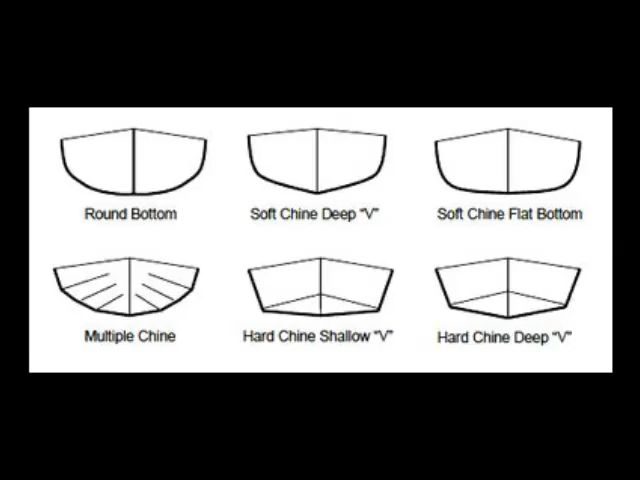 Round Bottom
Soft Chine Deep "V"
Soft Chine Flat Bottom
Multiple Chine
Hard Chine Shallow "V"
Hard Chine Deep "V"